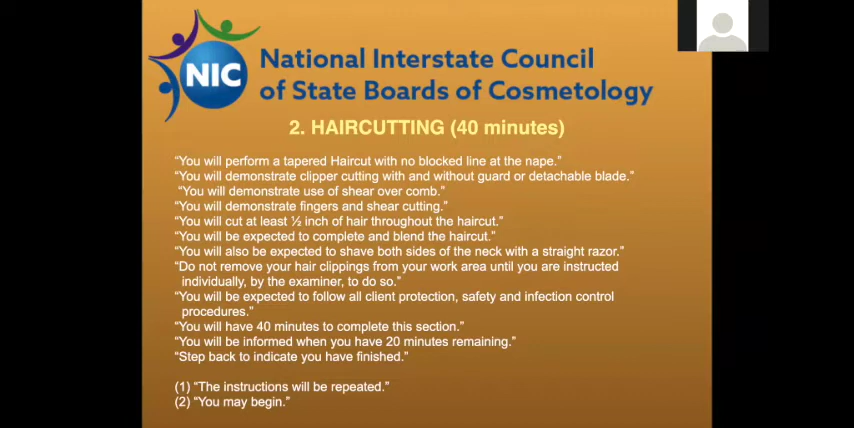 NIC
National Interstate Council
of State Boards of Cosmetology
2. HAIRCUTTING (40 minutes)
“You will perform a tapered Haircut with no blocked line at the nape.”
“You will demonstrate clipper cutting with and without guard or detachable blade.”
“You will demonstrate use of shear over comb.”
“You will demonstrate fingers and shear cutting.”
“You will cut at least ½ inch of hair throughout the haircut.”
“You will be expected to complete and blend the haircut.”
“You will also be expected to shave both sides of the neck with a straight razor.”
“Do not remove your hair clippings from your work area until you are instructed
individually, by the examiner, to do so.”
“You will be expected to follow all client protection, safety and infection control
procedures.”
“You will have 40 minutes to complete this section.”
“You will be informed when you have 20 minutes remaining.”
“Step back to indicate you have finished.”
(1) “The instructions will be repeated.”
(2) “You may begin.”